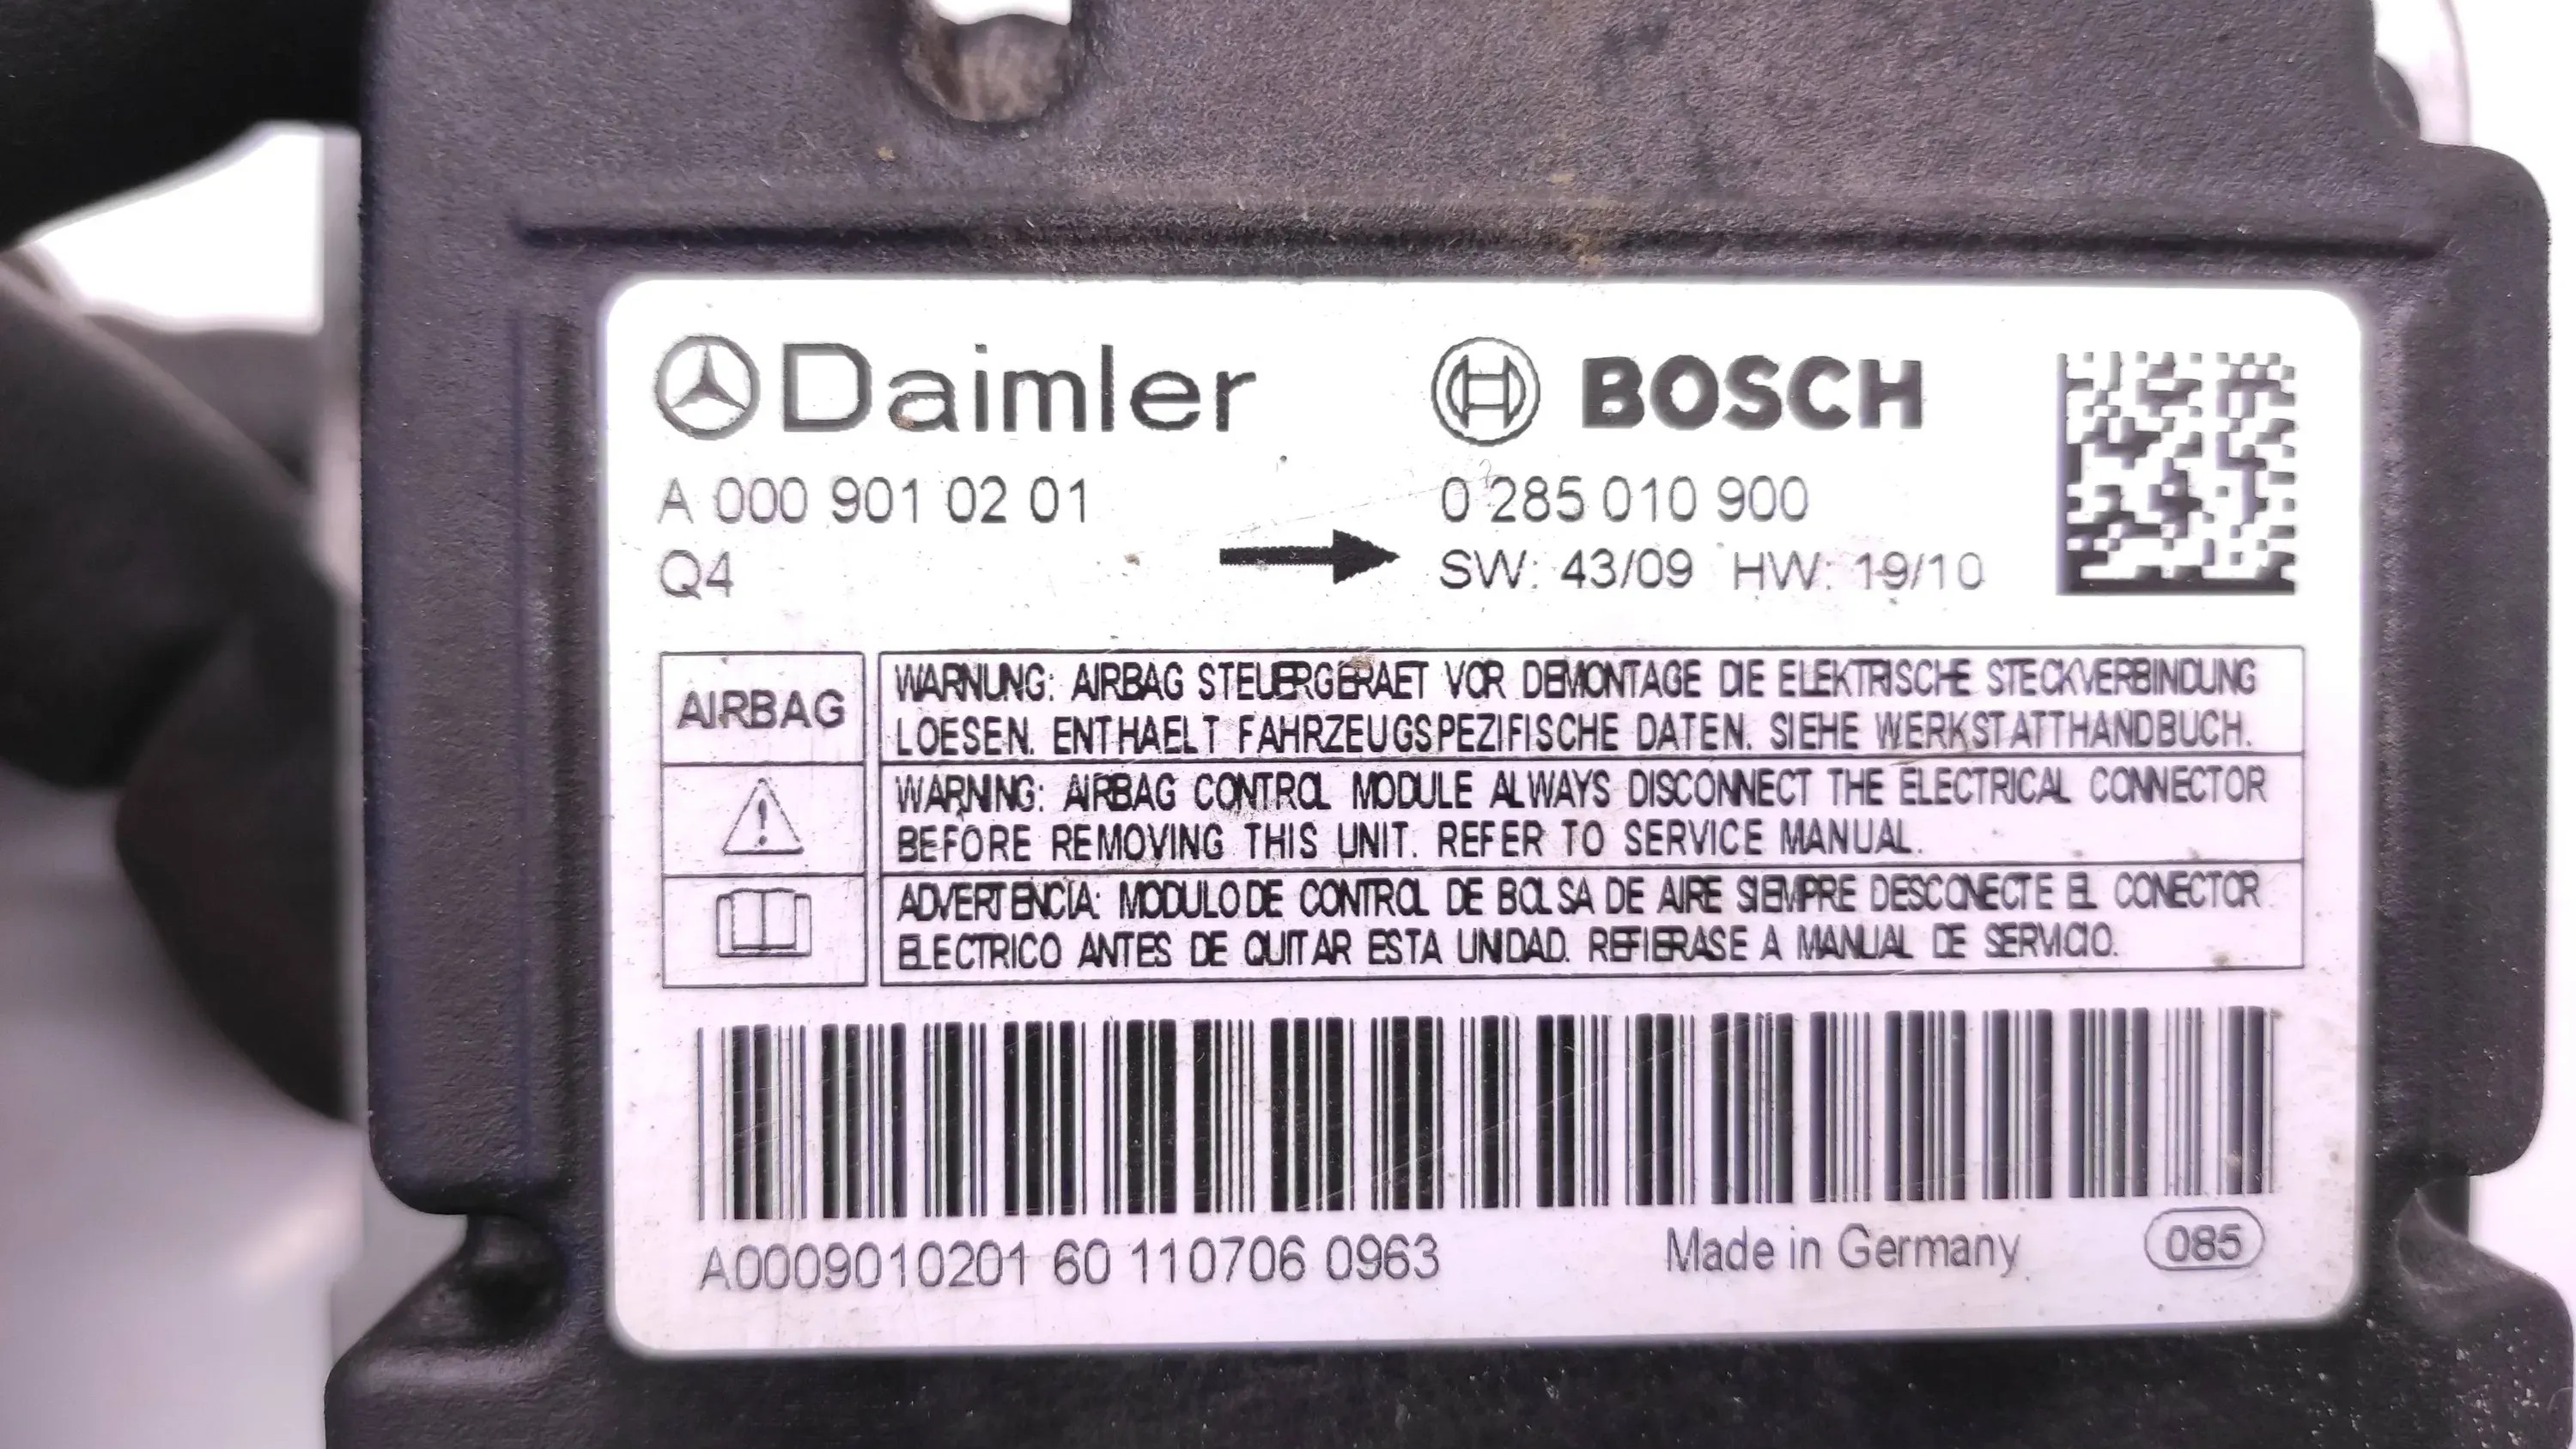 Daimler
BOSCH
A 000 901 02 01
0 285 010 900
Q4
SW: 43/09 HW: 19/10
AIRBAG
WARNUNG: AIRBAG STEUERGERAET VOR DEMONTAGE DIE ELEKTRISCHE STECKVERBINDUNG
LOESEN. ENTHAELT FAHRZEUGSPEZIFISCHE DATEN. SIEHE WERKSTATTHANDBUCH.
WARNING: AIRBAG CONTROL MODULE ALWAYS DISCONNECT THE ELECTRICAL CONNECTOR
BEFORE REMOVING THIS UNIT. REFER TO SERVICE MANUAL.
ADVERTENCIA: MODULO DE CONTROL DE BOLSA DE AIRE SIEMPRE DESCONECTE EL CONECTOR
ELECTRICO ANTES DE QUITAR ESTA UNIDAD. REFIERASE A MANUAL DE SERVICIO.
A0009010201 60 110706 0963
Made in Germany
085